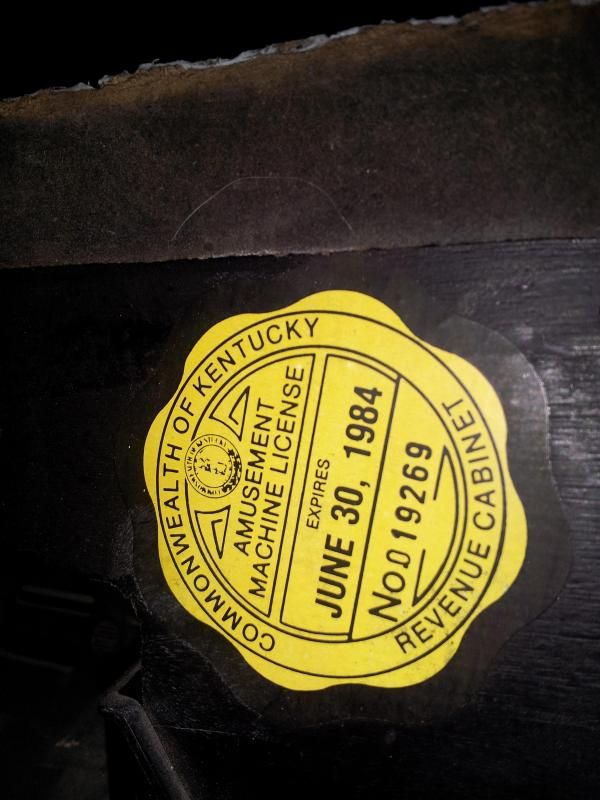 COMMONWEALTH OF KENTUCKY
AMUSEMENT
MACHINE LICENSE
EXPIRES
JUNE 30, 1984
No.019269
REVENUE CABINET